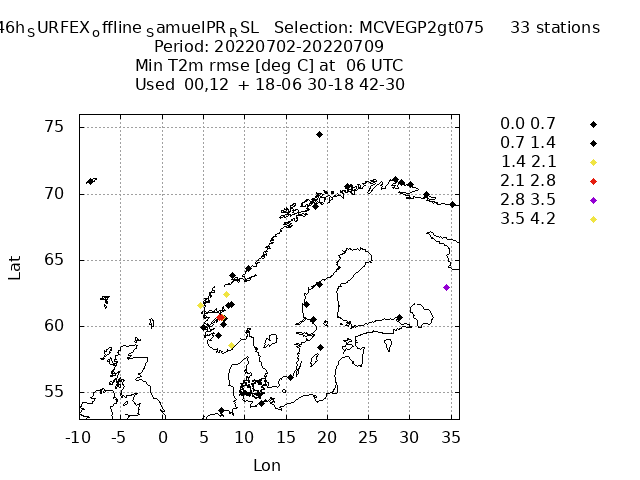 46h_SURFEX_offline_SamuelPR_RSL Selection: MCVEGP2gt075 33 stations
Period: 20220702-20220709
Min T2m rmse [deg C] at 06 UTC
Used 00,12 + 18-06 30-18 42-30
0.0 0.7
0.7 1.4
1.4 2.1
2.1 2.8
2.8 3.5
3.5 4.2
75
70
65
60
55
Lat
-10 -5 0 5 10 15 20 25 30 35
Lon